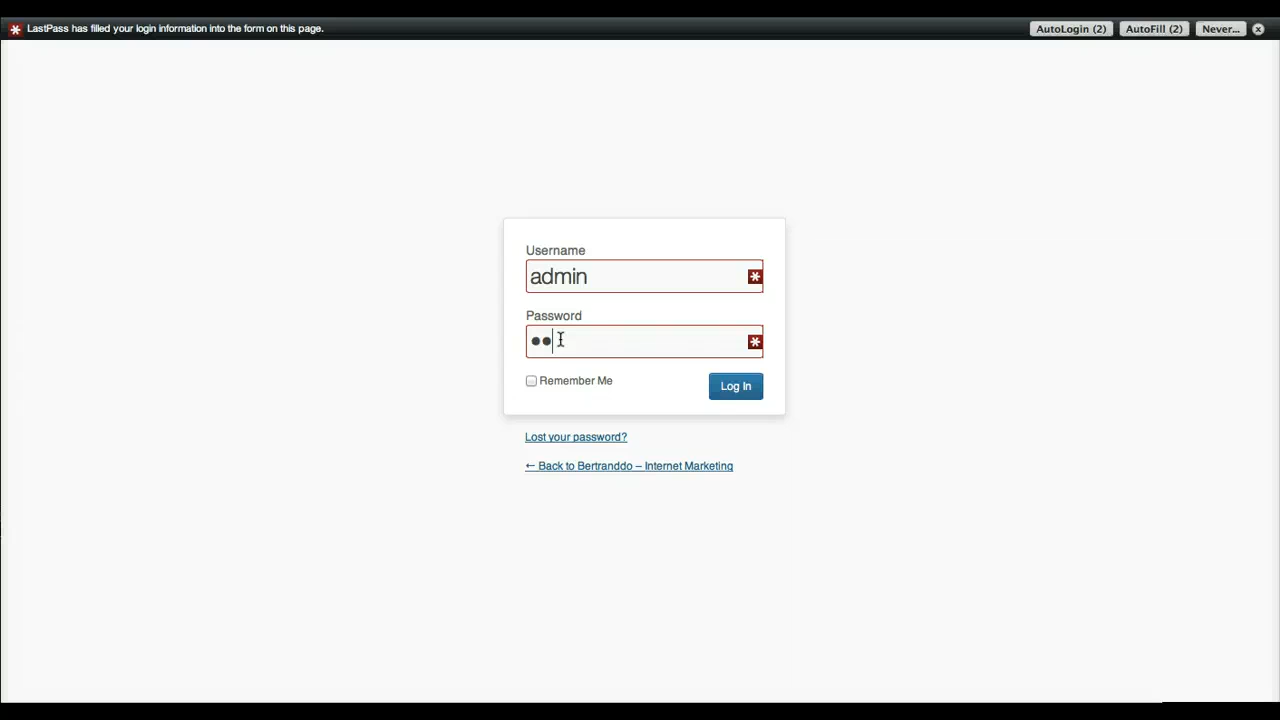 LastPass has filled your login information into the form on this page.
AutoLogin (2) AutoFill (2) Never...
Username
admin
Password
Remember Me
Log In
Lost your password?
← Back to Bertranddo – Internet Marketing